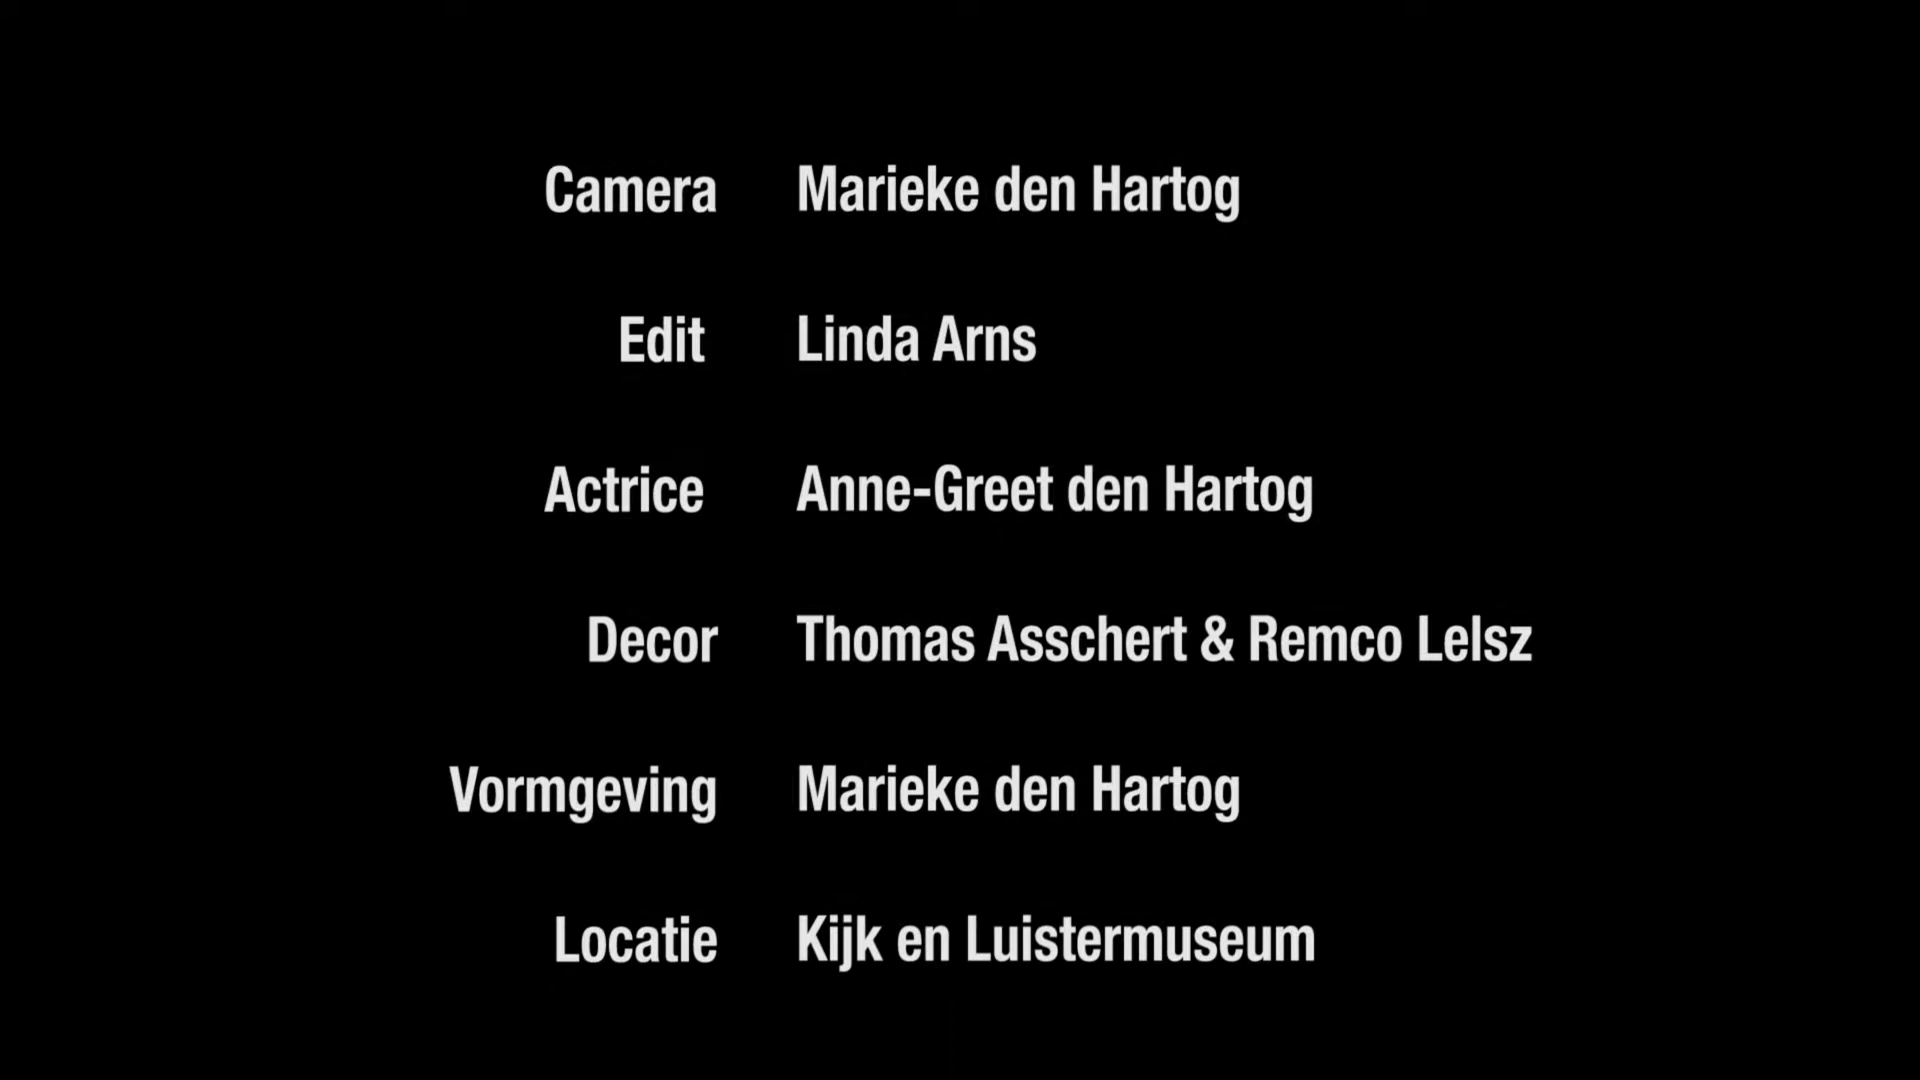 Camera Marieke den Hartog
Edit Linda Arns
Actrice Anne-Greet den Hartog
Decor Thomas Asschert & Remco Lelsz
Vormgeving Marieke den Hartog
Locatie Kijk en Luistermuseum